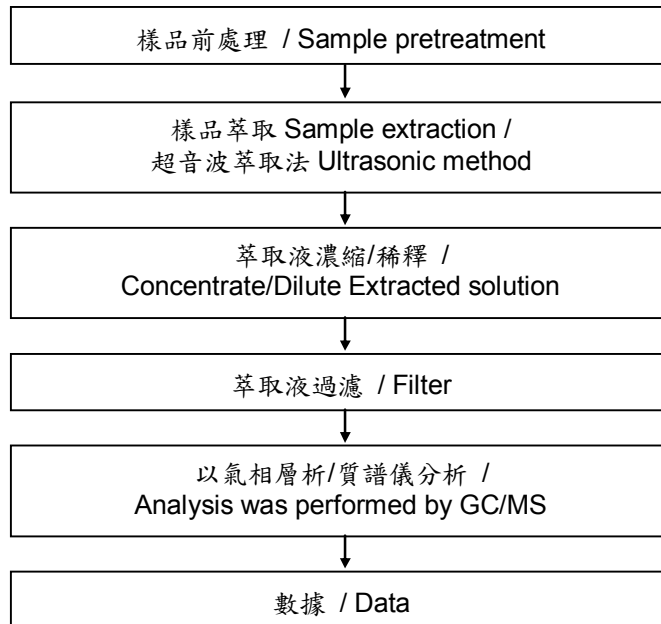 樣品前處理 / Sample pretreatment
樣品萃取 Sample extraction /
超音波萃取法 Ultrasonic method
萃取液濃縮/稀釋 /
Concentrate/Dilute Extracted solution
萃取液過濾 / Filter
以氣相層析/質譜儀分析 /
Analysis was performed by GC/MS
數據 / Data